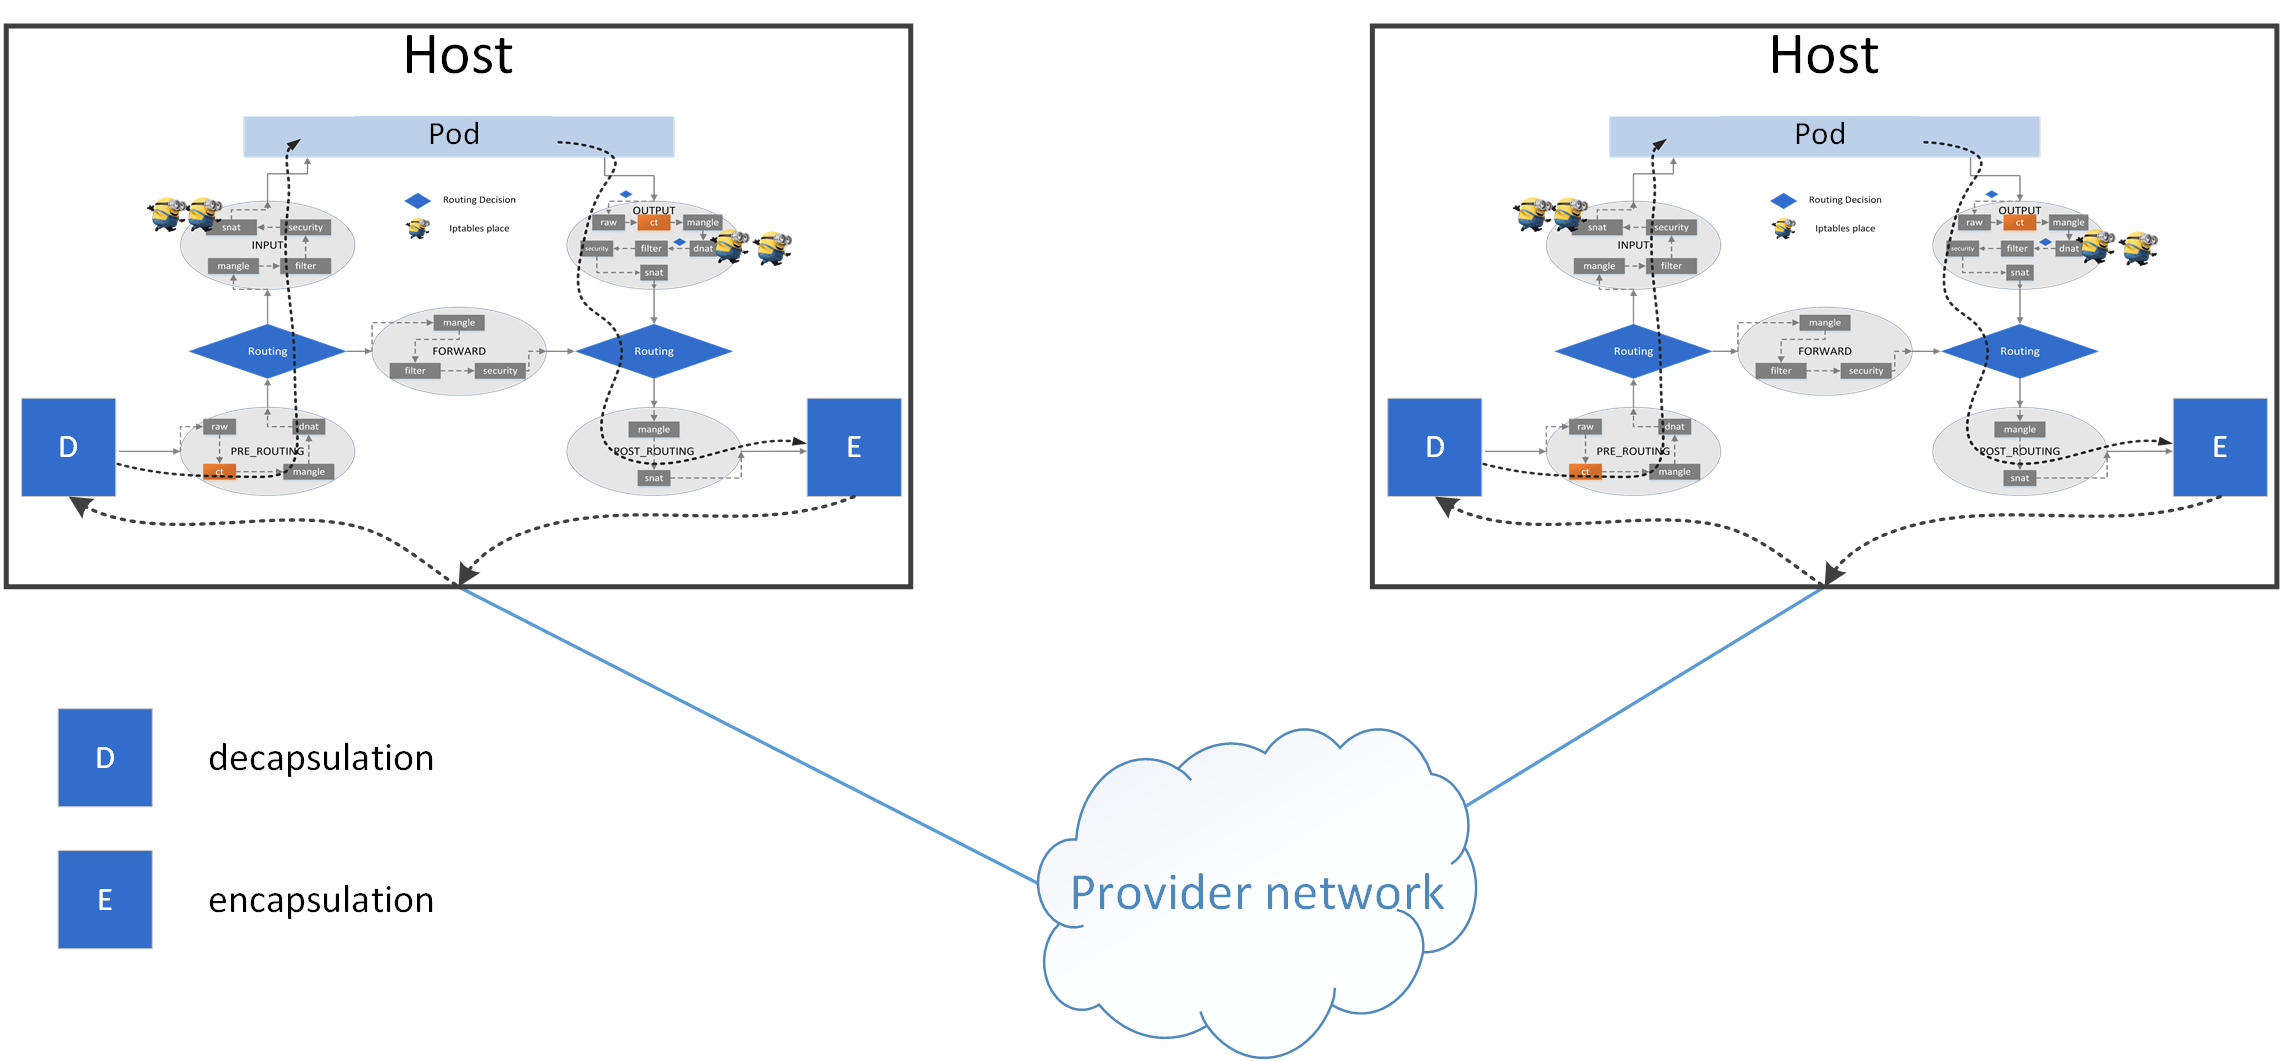 Host
Pod
Routing Decision
Iptables place
snat
security
INPUT
mangle
filter
OUTPUT
raw
ct
mangle
security
filter
dnat
snat
Routing
mangle
FORWARD
filter
security
Routing
D
raw
dnat
PRE_ROUTING
ct
mangle
mangle
POST_ROUTING
snat
E
Host
Pod
Routing Decision
Iptables place
snat
security
INPUT
mangle
filter
OUTPUT
raw
ct
mangle
security
filter
dnat
snat
Routing
mangle
FORWARD
filter
security
Routing
D
raw
dnat
PRE_ROUTING
ct
mangle
mangle
POST_ROUTING
snat
E
D
decapsulation
E
encapsulation
Provider network